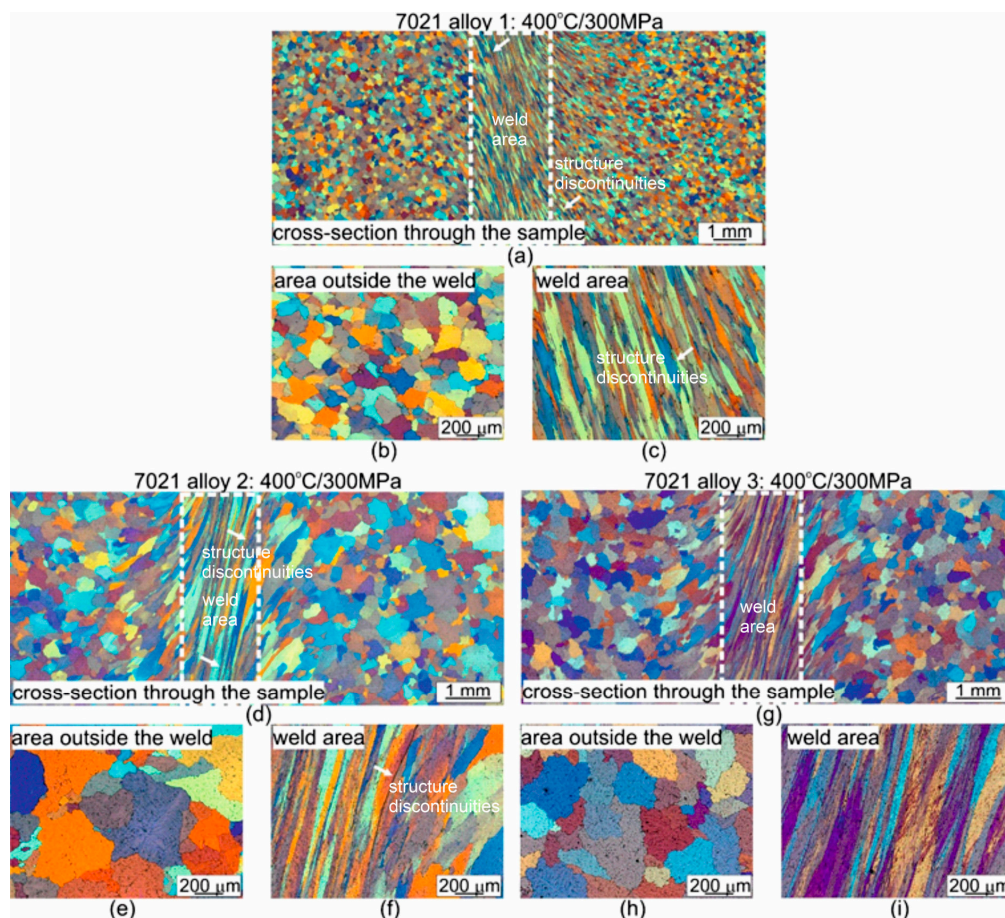 7021 alloy 1: 400°C/300MPa
weld
area
structure
discontinuities
cross-section through the sample
1 mm
(a)
area outside the weld
200 μm
(b)
weld area
structure
discontinuities
200 μm
(c)
7021 alloy 2: 400°C/300MPa
structure
discontinuities
weld
area
cross-section through the sample
1 mm
(d)
7021 alloy 3: 400°C/300MPa
weld
area
cross-section through the sample
1 mm
(g)
area outside the weld
200 μm
(e)
weld area
structure
discontinuities
200 μm
(f)
area outside the weld
200 μm
(h)
weld area
200 μm
(i)